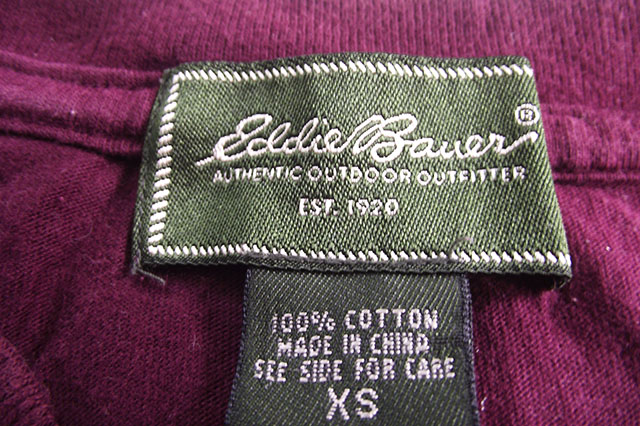 Eddie Bauer®
AUTHENTIC OUTDOOR OUTFITTER
EST. 1920
100% COTTON
MADE IN CHINA
SEE SIDE FOR CARE
XS